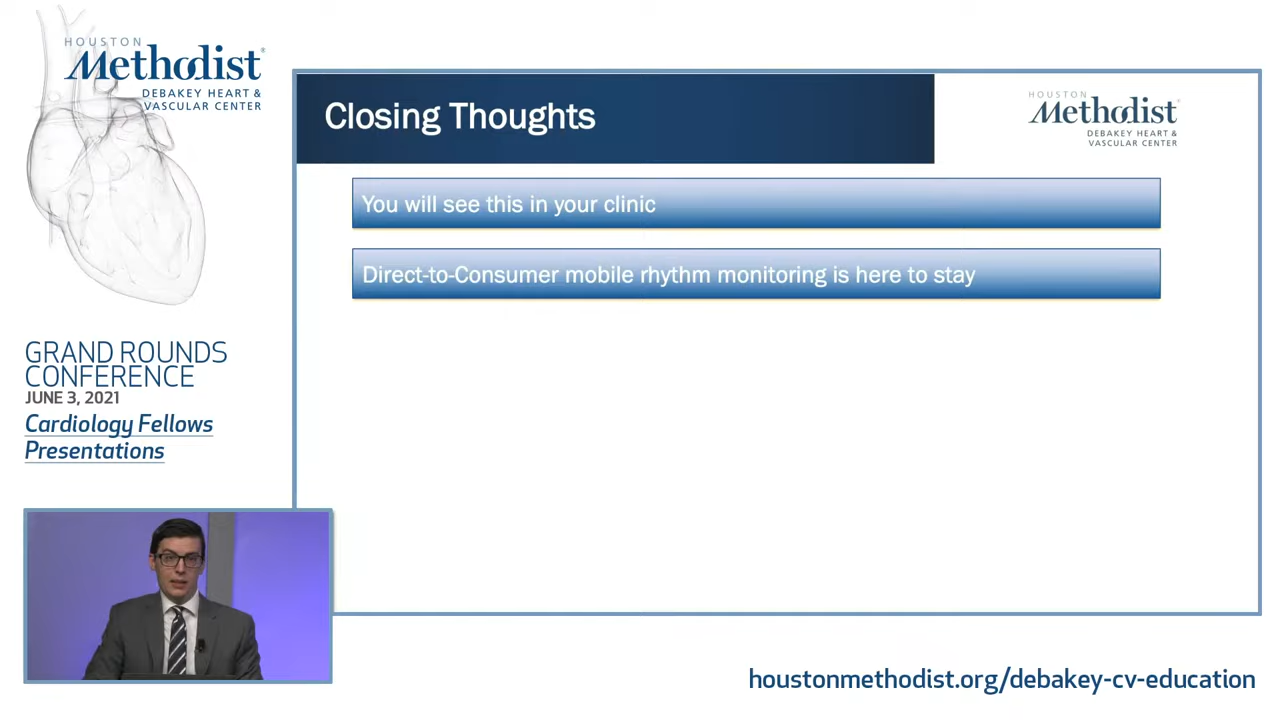 HOUSTON
Methodist®
DEBAKEY HEART &
VASCULAR CENTER
GRAND ROUNDS
CONFERENCE
JUNE 3, 2021
Cardiology Fellows
Presentations
Closing Thoughts
HOUSTON
Methodist®
DEBAKEY HEART &
VASCULAR CENTER
You will see this in your clinic
Direct-to-Consumer mobile rhythm monitoring is here to stay
houstonmethodist.org/debakey-cv-education